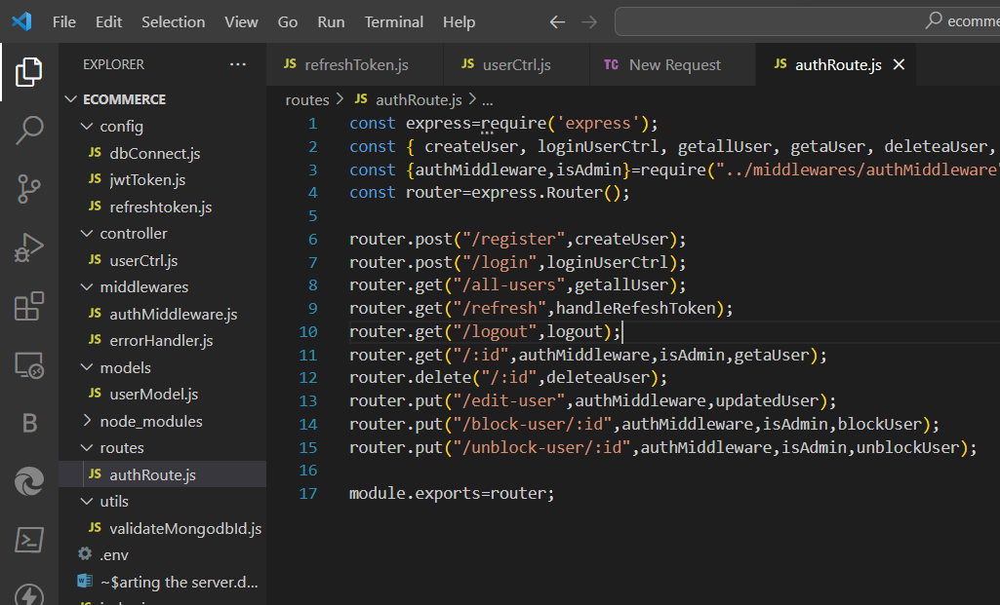 File Edit Selection View Go Run Terminal Help
ecomme
EXPLORER ...
JS refreshToken.js
JS userCtrl.js
TC New Request
JS authRoute.js
ECOMMERCE
config
JS dbConnect.js
JS jwtToken.js
JS refreshtoken.js
controller
JS userCtrl.js
middlewares
JS authMiddleware.js
JS errorHandler.js
models
JS userModel.js
node_modules
routes
JS authRoute.js
utils
JS validateMongodbId.js
.env
~$arting the server.d...
routes > JS authRoute.js > ...
1 const express=require('express');
2 const { createUser, loginUserCtrl, getallUser, getaUser, deleteaUser,
3 const {authMiddleware,isAdmin}=require("../middlewares/authMiddleware"
4 const router=express.Router();
5
6 router.post("/register",createUser);
7 router.post("/login",loginUserCtrl);
8 router.get("/all-users",getallUser);
9 router.get("/refresh",handleRefeshToken);
10 router.get("/logout",logout);
11 router.get("/:id",authMiddleware,isAdmin,getaUser);
12 router.delete("/:id",deleteaUser);
13 router.put("/edit-user",authMiddleware,updatedUser);
14 router.put("/block-user/:id",authMiddleware,isAdmin,blockUser);
15 router.put("/unblock-user/:id",authMiddleware,isAdmin,unblockUser);
16
17 module.exports=router;